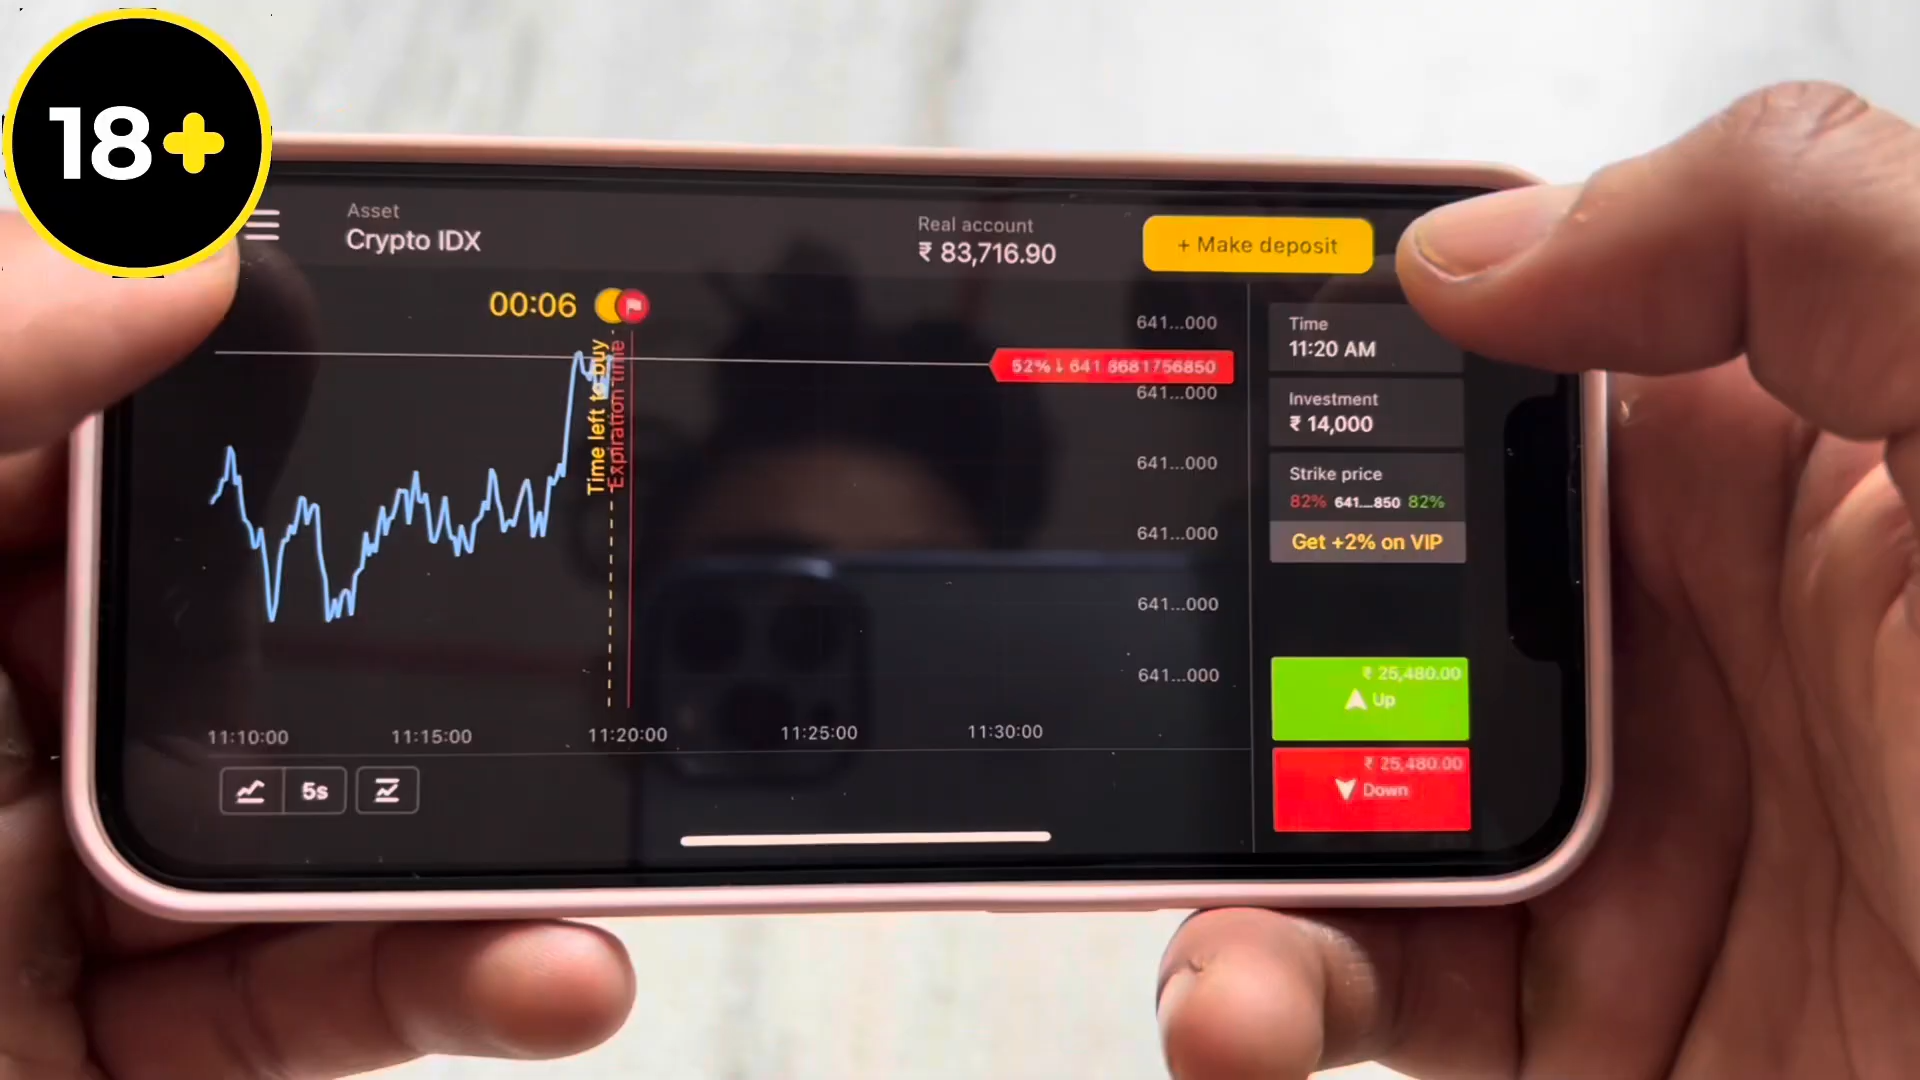 18+
Asset
Crypto IDX
Real account
₹ 83,716.90
+ Make deposit
00:06
Time left to buy
Expiration time
641...000
52% ↓ 641 8681756850
641...000
641...000
641...000
641...000
641...000
Time
11:20 AM
Investment
₹ 14,000
Strike price
82% 641....850 82%
Get +2% on VIP
₹ 25,480.00
Up
₹ 25,480.00
Down
11:10:00 11:15:00 11:20:00 11:25:00 11:30:00
5s